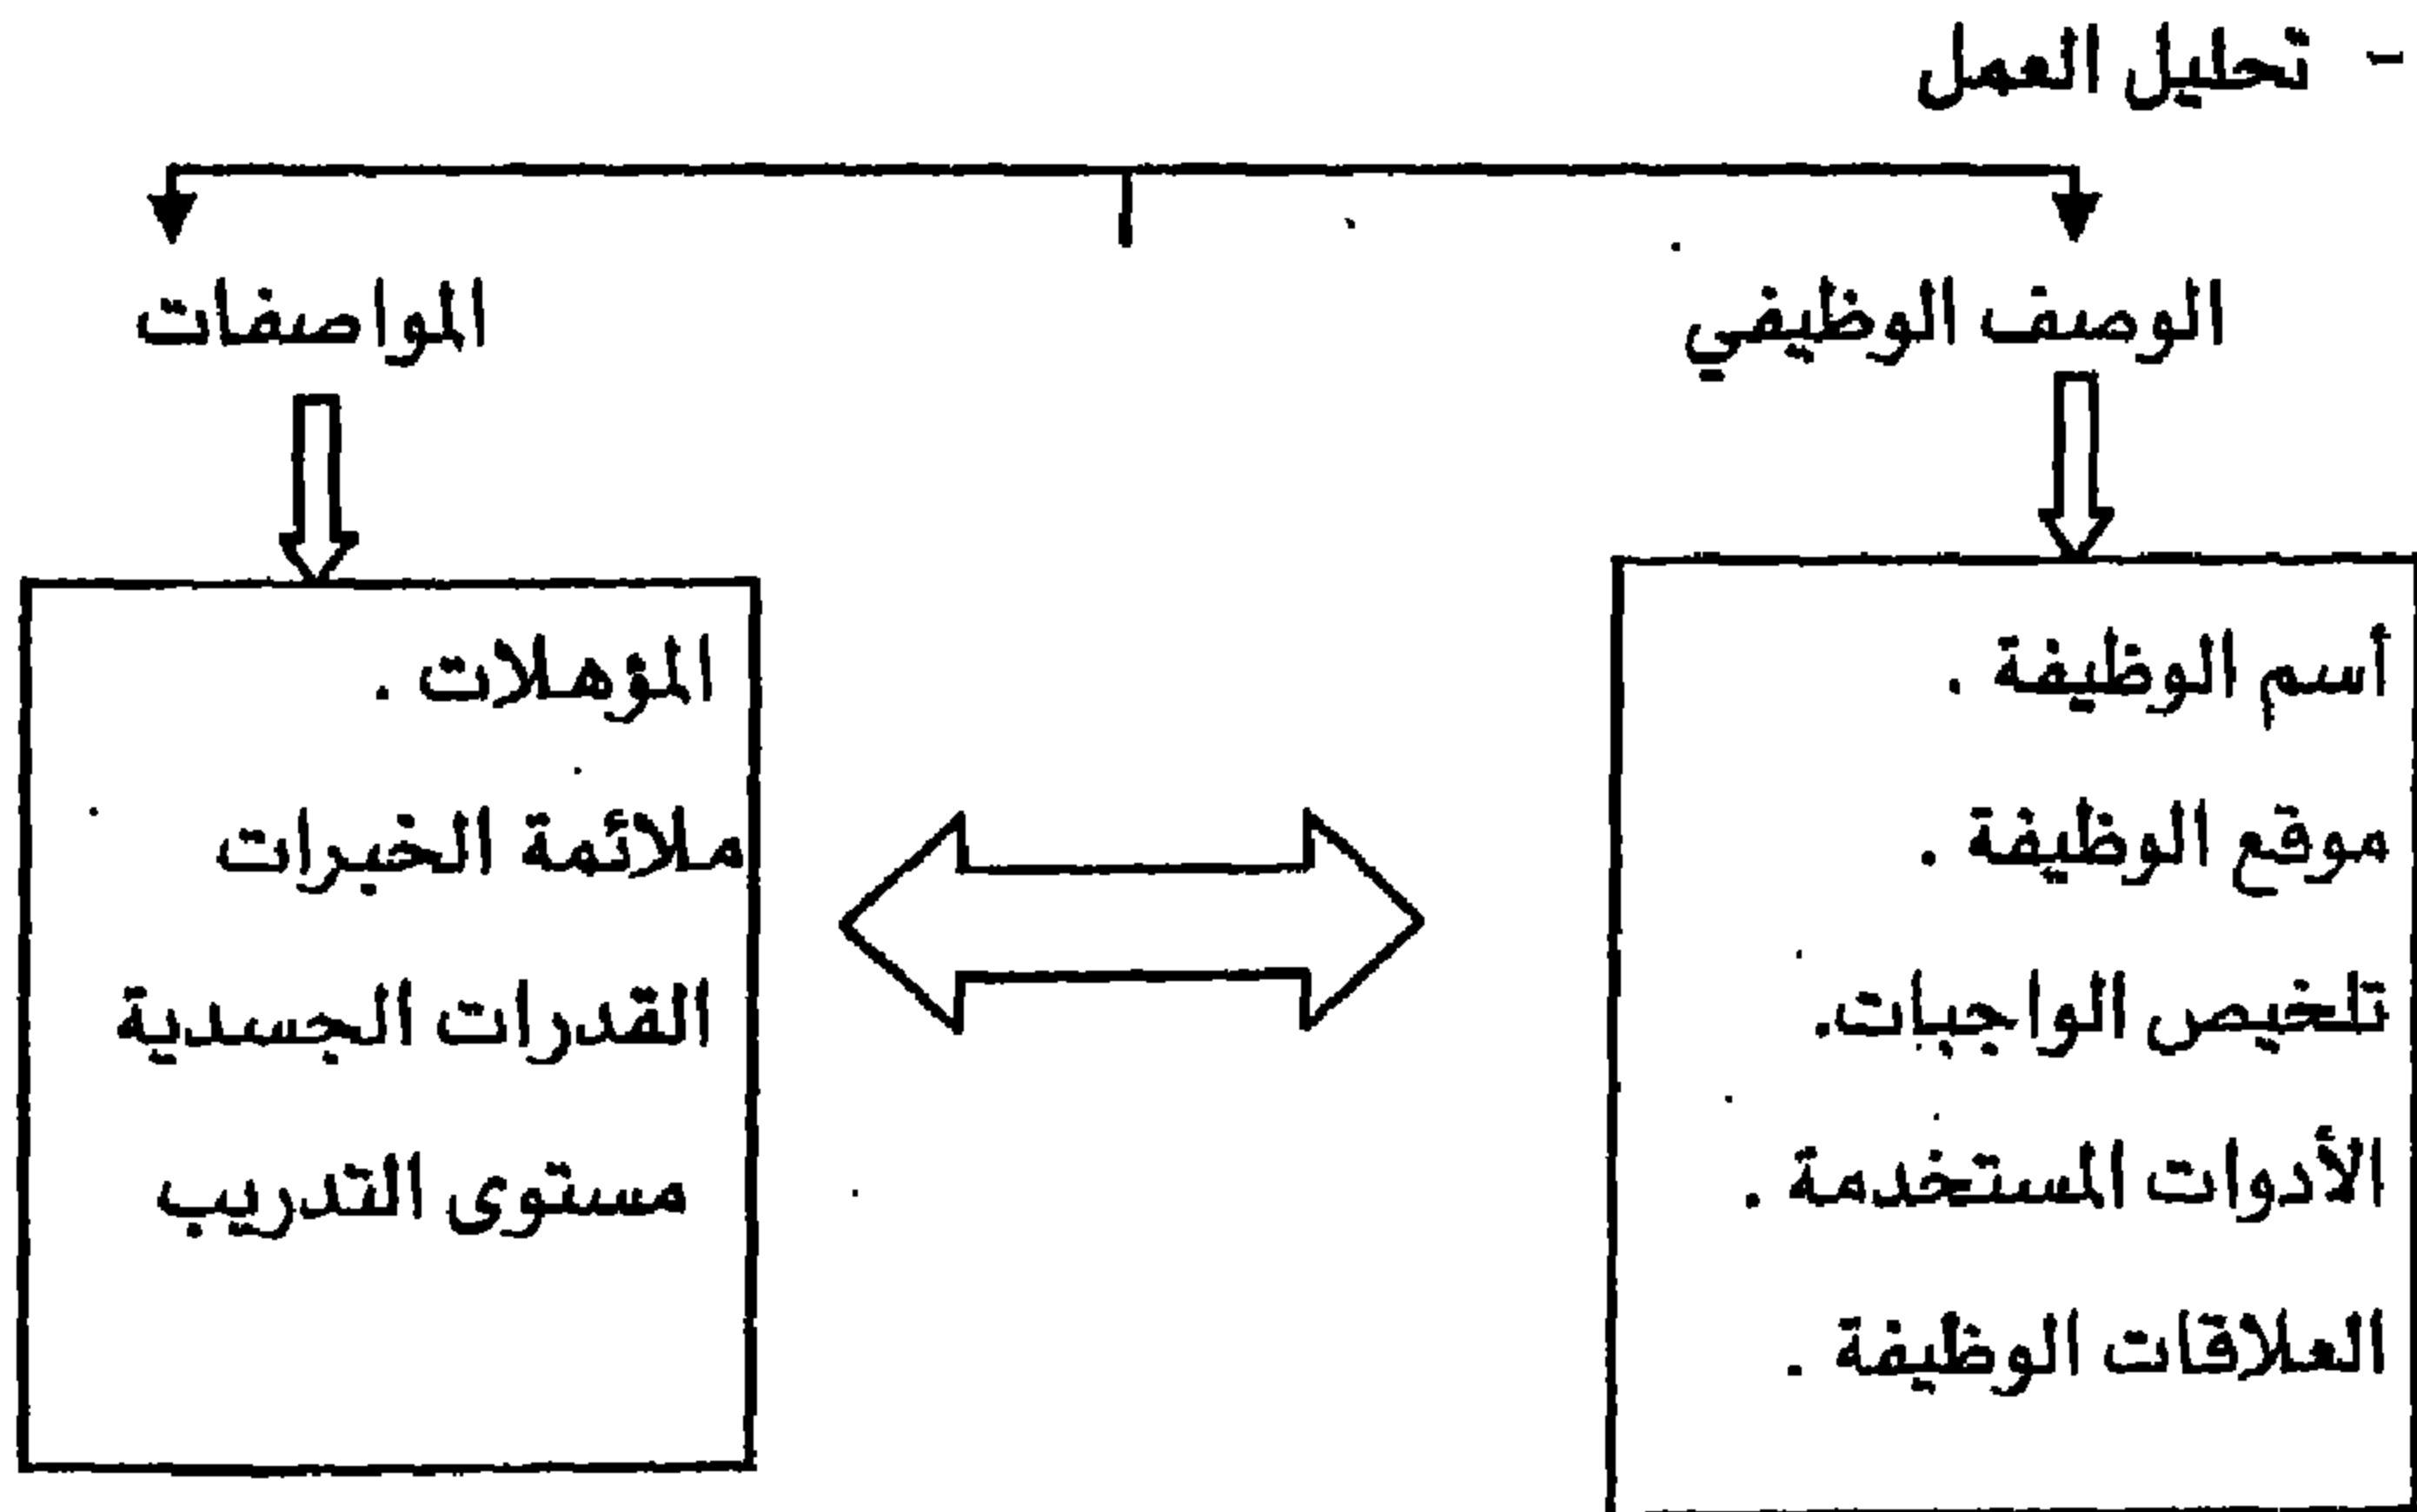 - تحليل العمل
الوصف الوظيفي
المواصفات
أسم الوظيفة .
موقع الوظيفة .
تلخيص الواجبات.
الأدوات المستخدمة .
العلاقات الوظيفة .
المؤهلات .
ملائمة الخبرات
القدرات الجسدية
مستوى التدريب